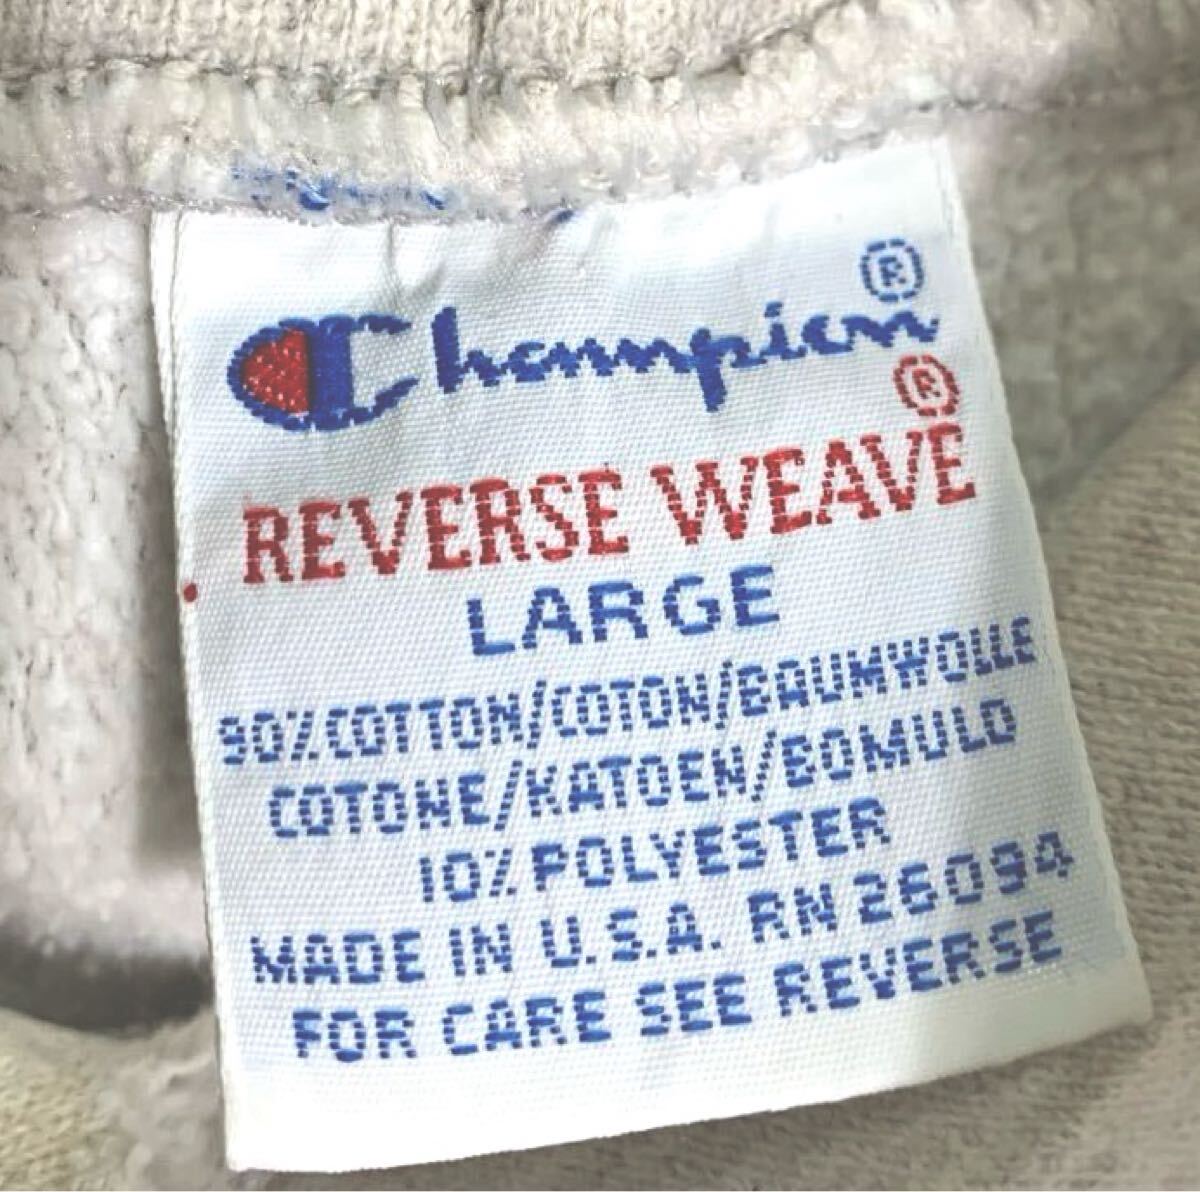 Champion®
REVERSE WEAVE®
LARGE
90%COTTON/COTON/BAUMWOLLE
COTONE/KATOEN/BOMULD
10% POLYESTER
MADE IN U.S.A. RN 26094
FOR CARE SEE REVERSE